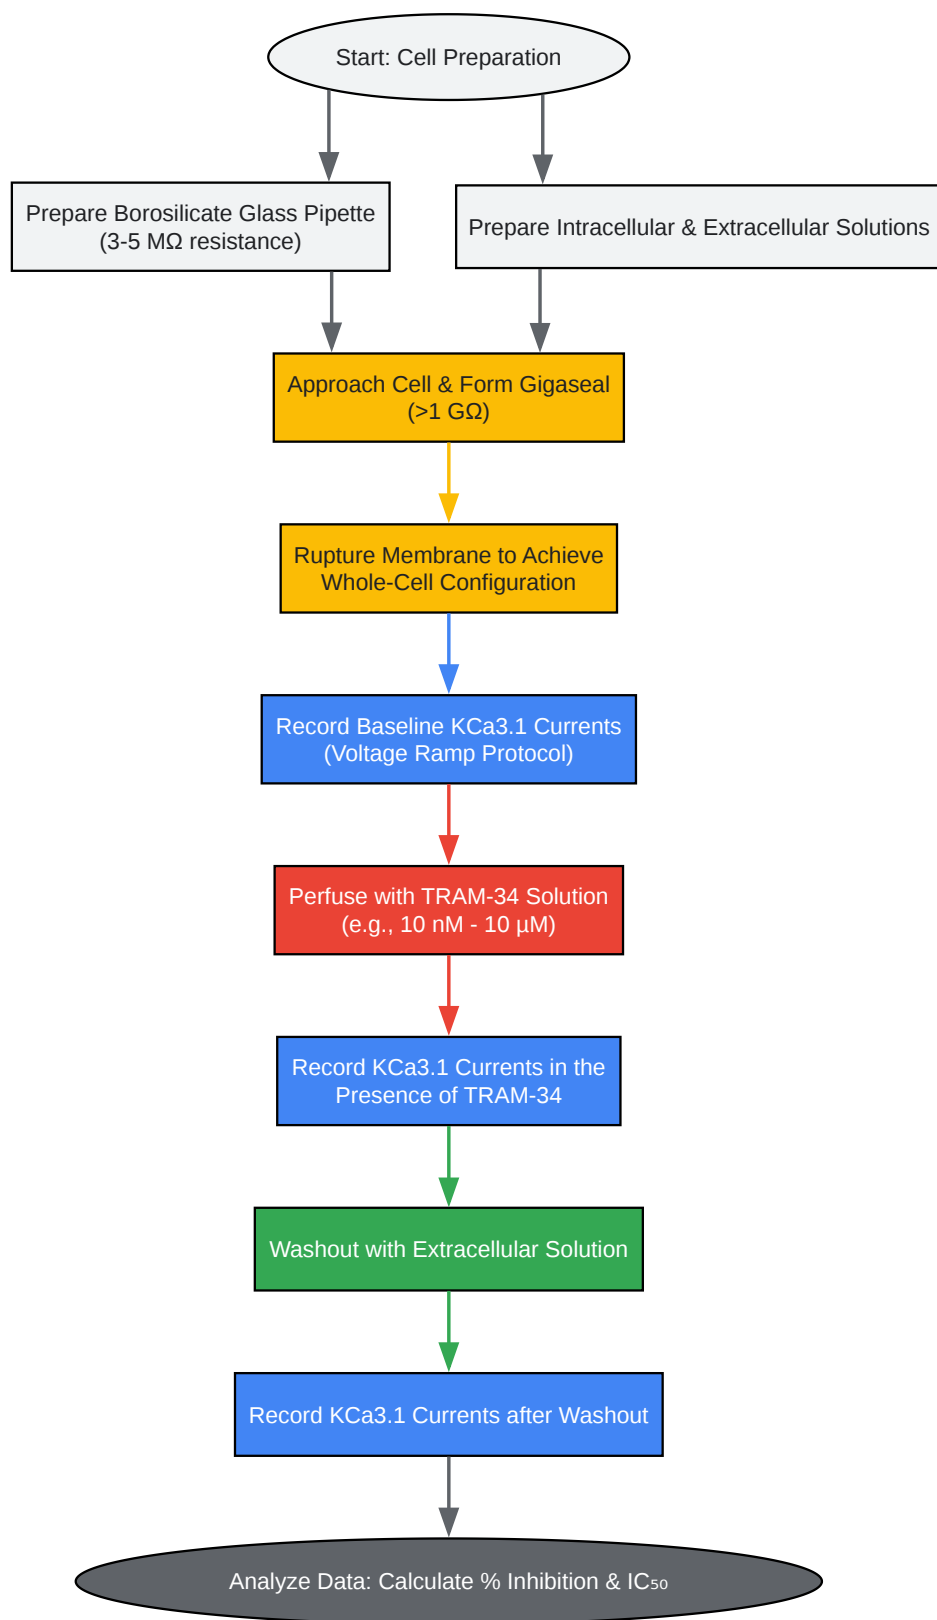 Start: Cell Preparation
Prepare Borosilicate Glass Pipette
(3-5 MΩ resistance)
Prepare Intracellular & Extracellular Solutions
Approach Cell & Form Gigaseal
(>1 GΩ)
Rupture Membrane to Achieve
Whole-Cell Configuration
Record Baseline KCa3.1 Currents
(Voltage Ramp Protocol)
Perfuse with TRAM-34 Solution
(e.g., 10 nM - 10 µM)
Record KCa3.1 Currents in the
Presence of TRAM-34
Washout with Extracellular Solution
Record KCa3.1 Currents after Washout
Analyze Data: Calculate % Inhibition & IC₅₀